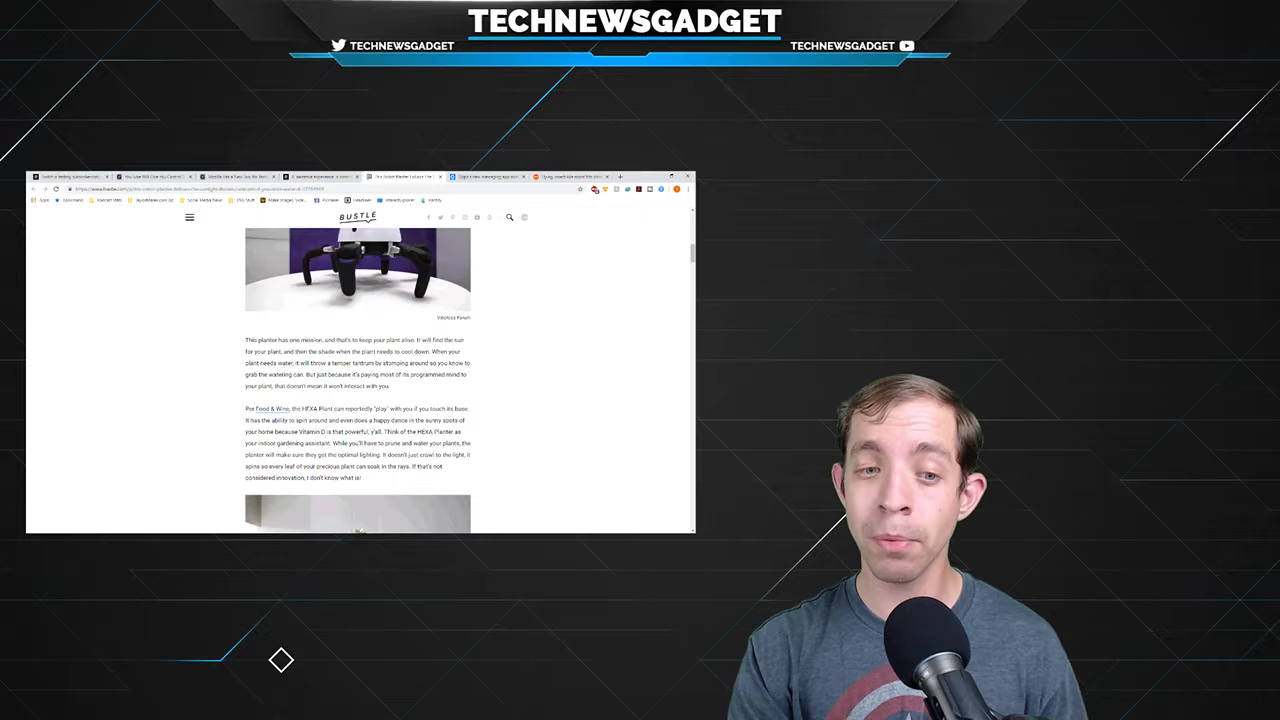 TECHNEWSGADGET
TECHNEWSGADGET
TECHNEWSGADGET
BUSTLE
Vincross Forum
This planter has one mission, and that's to keep your plant alive. It will find the sun
for your plant, and then the shade when the plant needs to cool down. When your
plant needs water, it will throw a temper tantrum by stomping around so you know to
grab the watering can. But just because it's paying most of its programmed mind to
your plant, that doesn't mean it won't interact with you.
Per Food & Wine, the HEXA Plant can reportedly "play" with you if you touch its base.
It has the ability to spin around and even does a happy dance in the sunny spots of
your home because Vitamin D is that powerful, y'all. Think of the HEXA Planter as
your indoor gardening assistant. While you'll have to prune and water your plants, the
planter will make sure they get the optimal lighting. It doesn't just crawl to the light, it
spins so every leaf of your precious plant can soak in the rays. If that's not
considered innovation, I don't know what is!